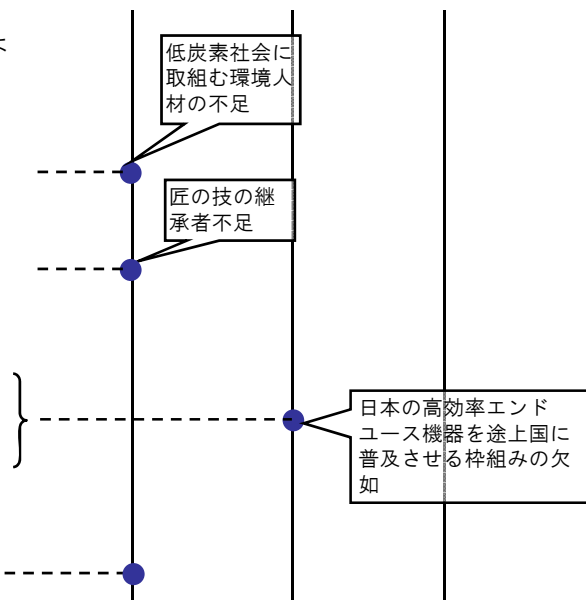 低炭素社会に
取組む環境人
材の不足
匠の技の継
承者不足
日本の高効率エンド
ユース機器を途上国に
普及させる枠組みの欠
如